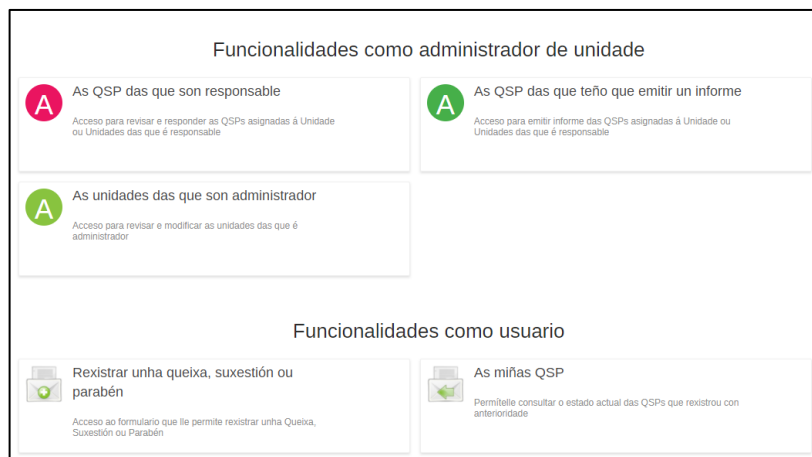 Funcionalidades como administrador de unidade
A
As QSP das que son responsable
Acceso para revisar e responder as QSPs asignadas á Unidade
ou Unidades das que é responsable
A
As QSP das que teño que emitir un informe
Acceso para emitir informe das QSPs asignadas á Unidade ou
Unidades das que é responsable
A
As unidades das que son administrador
Acceso para revisar e modificar as unidades das que é
administrador
Funcionalidades como usuario
Rexistrar unha queixa, suxestión ou
parabén
Acceso ao formulario que lle permite rexistrar unha Queixa,
Suxestión ou Parabén
As miñas QSP
Permítelle consultar o estado actual das QSPs que rexistrou con
anterioridade